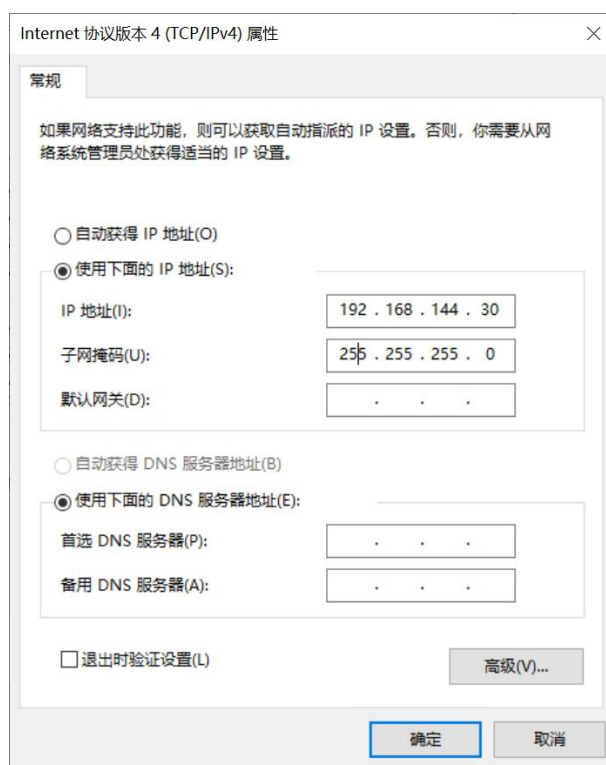 Internet 协议版本 4 (TCP/IPv4) 属性
常规
如果网络支持此功能，则可以获取自动指派的 IP 设置。否则，你需要从网
络系统管理员处获得适当的 IP 设置。
自动获得 IP 地址(O)
使用下面的 IP 地址(S):
IP 地址(I): 192 . 168 . 144 . 30
子网掩码(U): 255 . 255 . 255 . 0
默认网关(D): . . .
自动获得 DNS 服务器地址(B)
使用下面的 DNS 服务器地址(E):
首选 DNS 服务器(P): . . .
备用 DNS 服务器(A): . . .
退出时验证设置(L)
高级(V)...
确定 取消